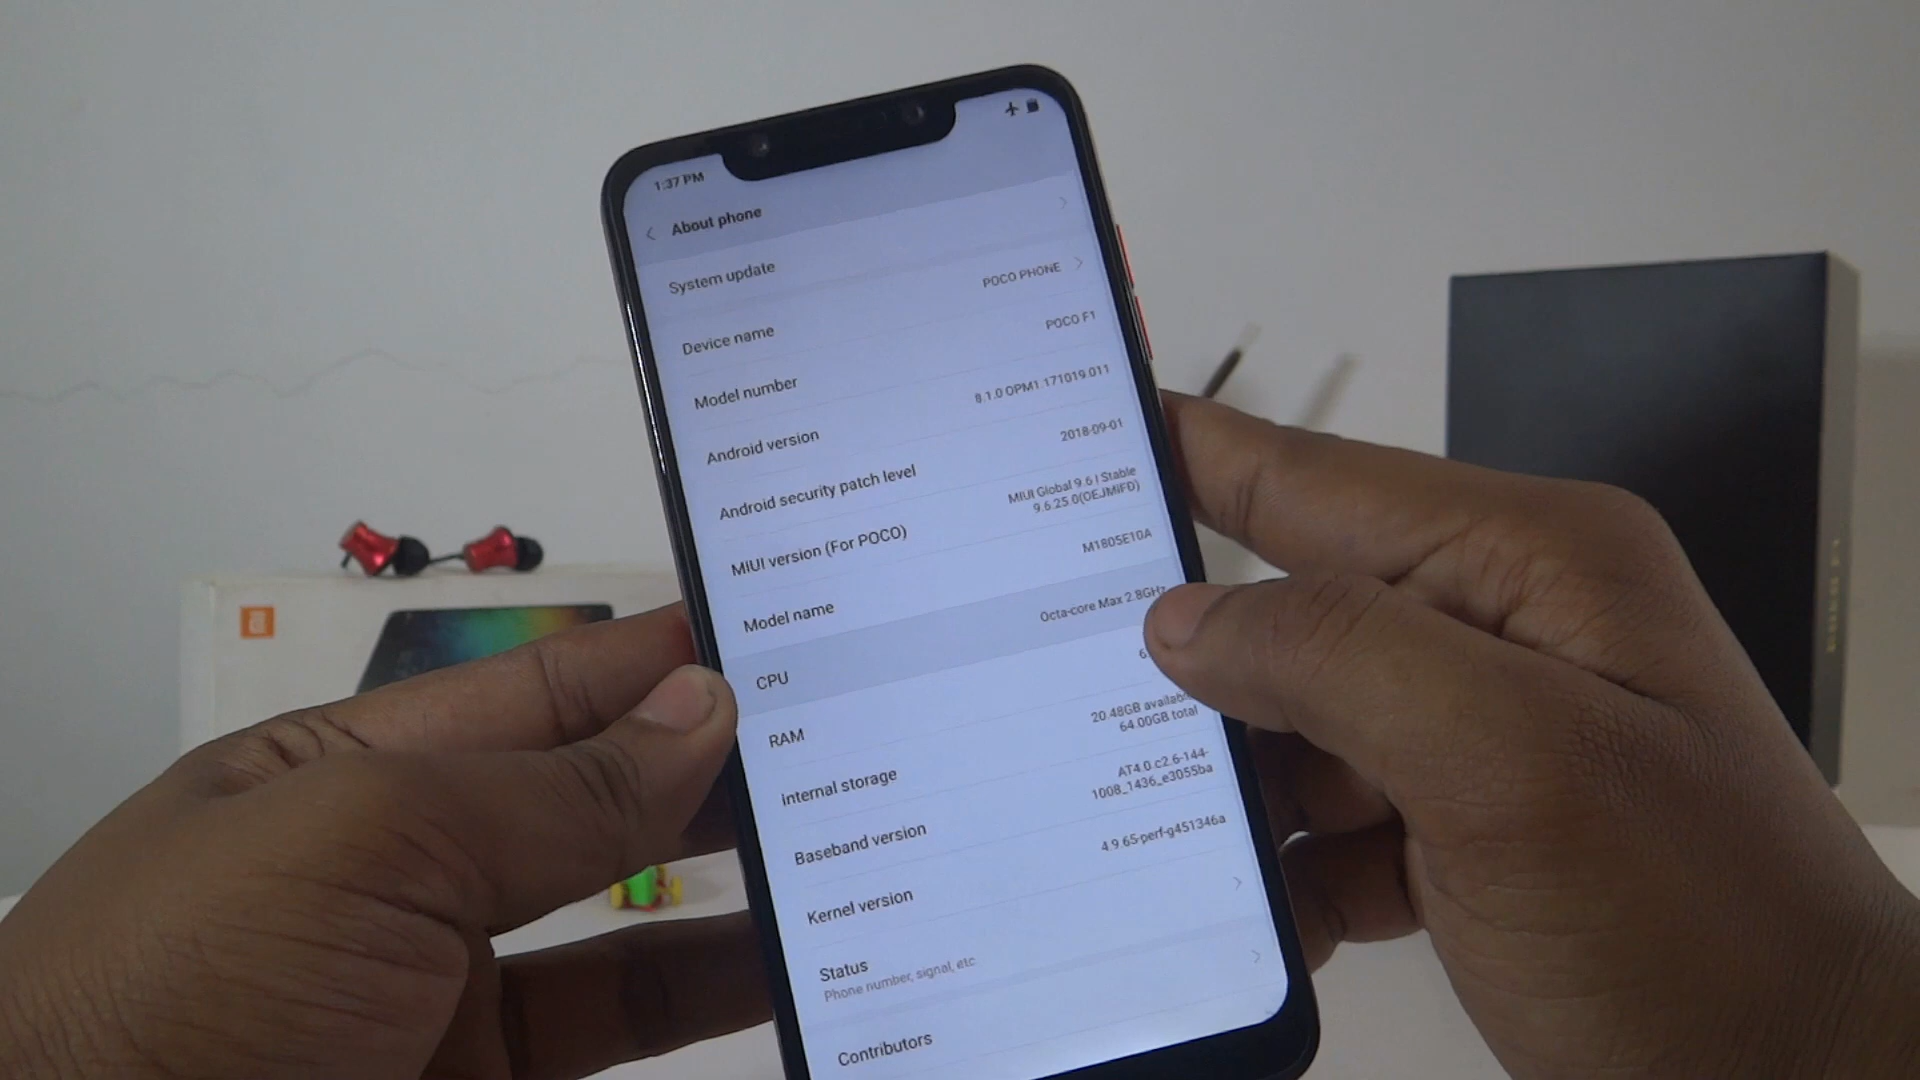 1:37 PM
About phone
System update
Device name
POCO PHONE
Model number
POCO F1
Android version
8.1.0 OPM1.171019.011
Android security patch level
2018-09-01
MIUI version (For POCO)
MIUI Global 9.6 | Stable
9.6.25.0(OEJMIFD)
Model name
M1805E10A
CPU
Octa-core Max 2.8GHz
RAM
6
Internal storage
20.48GB availab
64.00GB total
Baseband version
AT4.0.c2.6-144-
1008_1436_e3055ba
Kernel version
4.9.65-perf-g451346a
Status
Phone number, signal, etc
Contributors